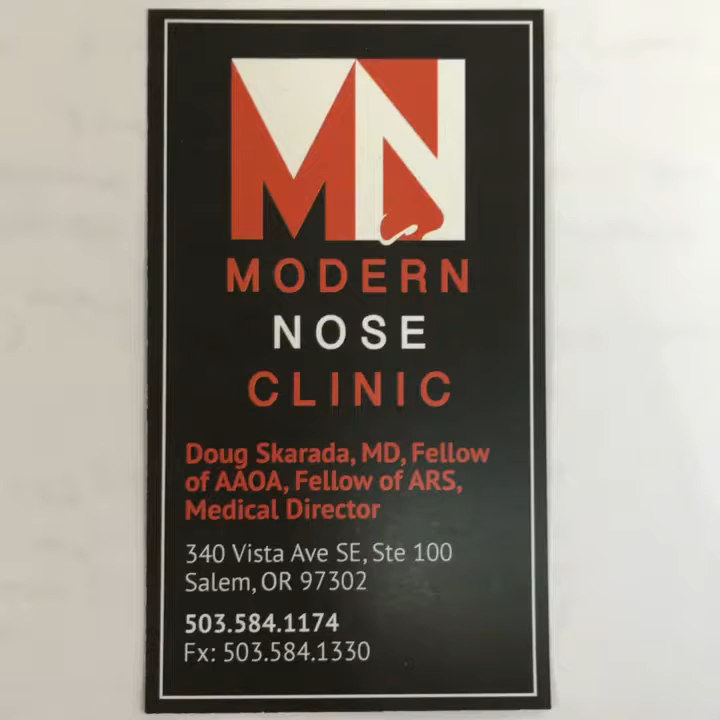 MN
MODERN
NOSE
CLINIC
Doug Skarada, MD, Fellow
of AAOA, Fellow of ARS,
Medical Director
340 Vista Ave SE, Ste 100
Salem, OR 97302
503.584.1174
Fx: 503.584.1330